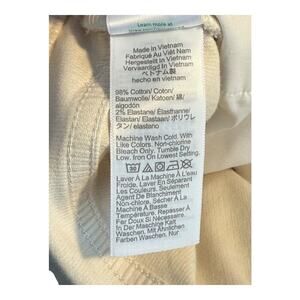 Learn more at
Made In Vietnam
Fabriqué Au Viêt Nam
Hergestellt in Vietnam
Vervaardigd In Vietnam
ベトナム製
hecho en vietnam
98% Cotton/ Coton/
Baumwolle/ Katoen/ 綿/
algodón
2% Elastane/ Élasthanne/
Elastan/ Elastaan/ ポリウレ
タン/ elastano
Machine Wash Cold, With
Like Colors. Non-chlorine
Bleach Only. Tumble Dry
Low. Iron On Lowest Setting.
Laver À La Machine À L'eau
Froide, Laver En Séparant
Les Couleurs. Seulement
Agent De Blanchiment
Non-chloré. Sécher À
Machine À Basse
Température. Repasser À
Fer Doux Si Nécessaire.
In Der Maschine Kalt
Waschen, Mit Ähnlichen
Farben Waschen. Nur